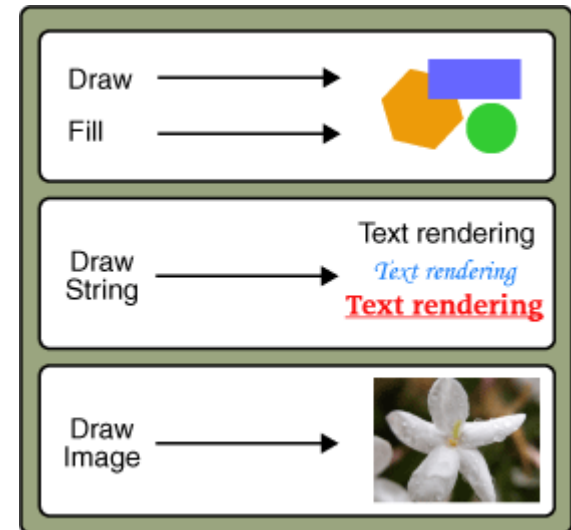 Draw
Fill
Draw
String
Text rendering
Text rendering
Text rendering
Draw
Image